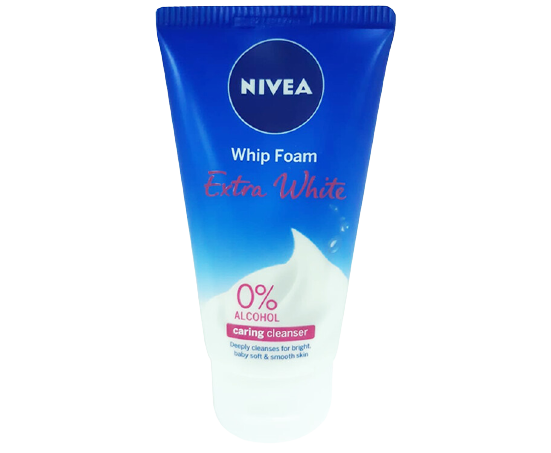 NIVEA
Whip Foam
Extra White
0%
ALCOHOL
caring cleanser
Deeply cleanses for bright,
baby soft & smooth skin